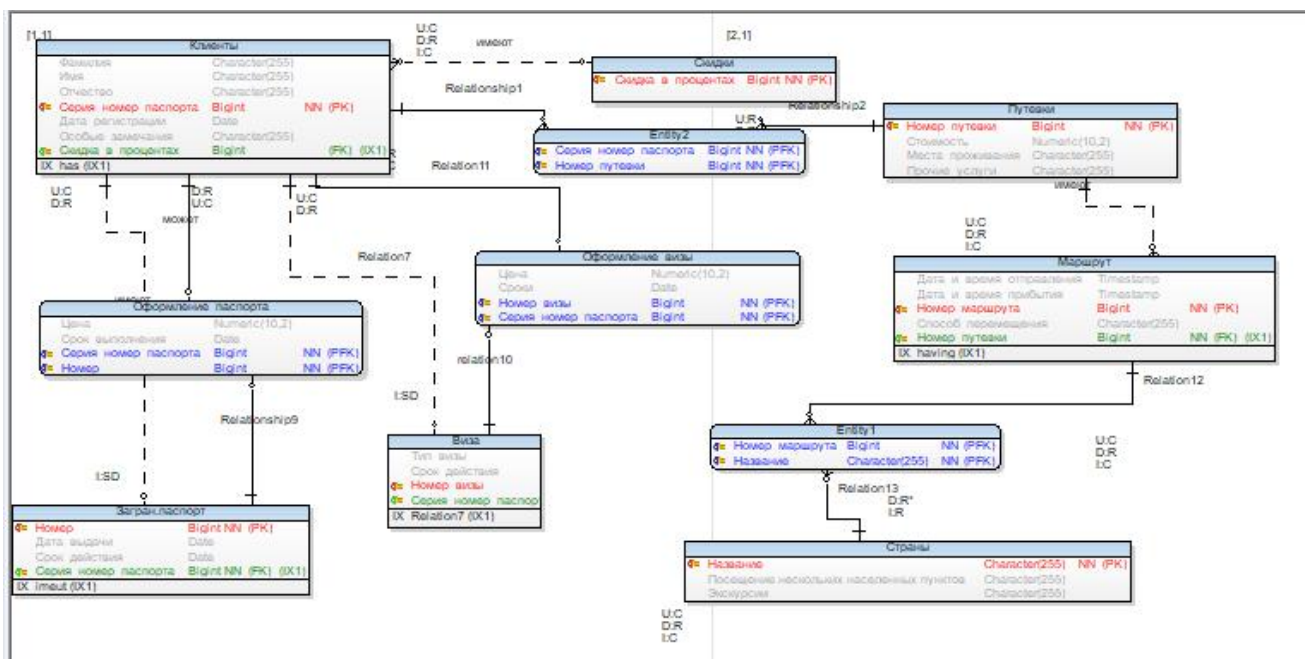 [1,1]
U:C
D:R
I:C
имеют
[2,1]
Клиенты
Фамилия Character(255)
Имя Character(255)
Отчество Character(255)
Серия номер паспорта Bigint NN (PK)
Дата регистрации Date
Особые замечания Character(255)
Скидка в процентах Bigint (FK) (IX1)
IX has (IX1)
Скидки
Скидка в процентах Bigint NN (PK)
Relationship1
Relationship2
U:R
Entity2
Серия номер паспорта Bigint NN (PFK)
Номер путевки Bigint NN (PFK)
Путевки
Номер путевки Bigint NN (PK)
Стоимость Numeric(10,2)
Места проживания Character(255)
Прочие услуги Character(255)
имеют
Relation11
U:C
D:R
D:R
U:C
может
U:C
D:R
U:C
D:R
I:C
Relation7
Оформление визы
Цена Numeric(10,2)
Сроки Date
Номер визы Bigint NN (PFK)
Серия номер паспорта Bigint NN (PFK)
Маршрут
Дата и время отправления Timestamp
Дата и время прибытия Timestamp
Номер маршрута Bigint NN (PK)
Способ перемещения Character(255)
Номер путевки Bigint NN (FK) (IX1)
IX having (IX1)
имеют
Оформление паспорта
Цена Numeric(10,2)
Срок выполнения Date
Серия номер паспорта Bigint NN (PFK)
Номер Bigint NN (PFK)
relation10
Relation12
I:SD
Relationship9
Виза
Тип визы
Срок действия
Номер визы
Серия номер паспор
IX Relation7 (IX1)
Entity1
Номер маршрута Bigint NN (PFK)
Название Character(255) NN (PFK)
U:C
D:R
I:C
I:SD
Relation13
D:R*
I:R
Загран.паспорт
Номер Bigint NN (PK)
Дата выдачи Date
Срок действия Date
Серия номер паспорта Bigint NN (FK) (IX1)
IX imeut (IX1)
Страны
Название Character(255) NN (PK)
Посещение нескольких населенных пунктов Character(255)
Экскурсии Character(255)
U:C
D:R
I:C